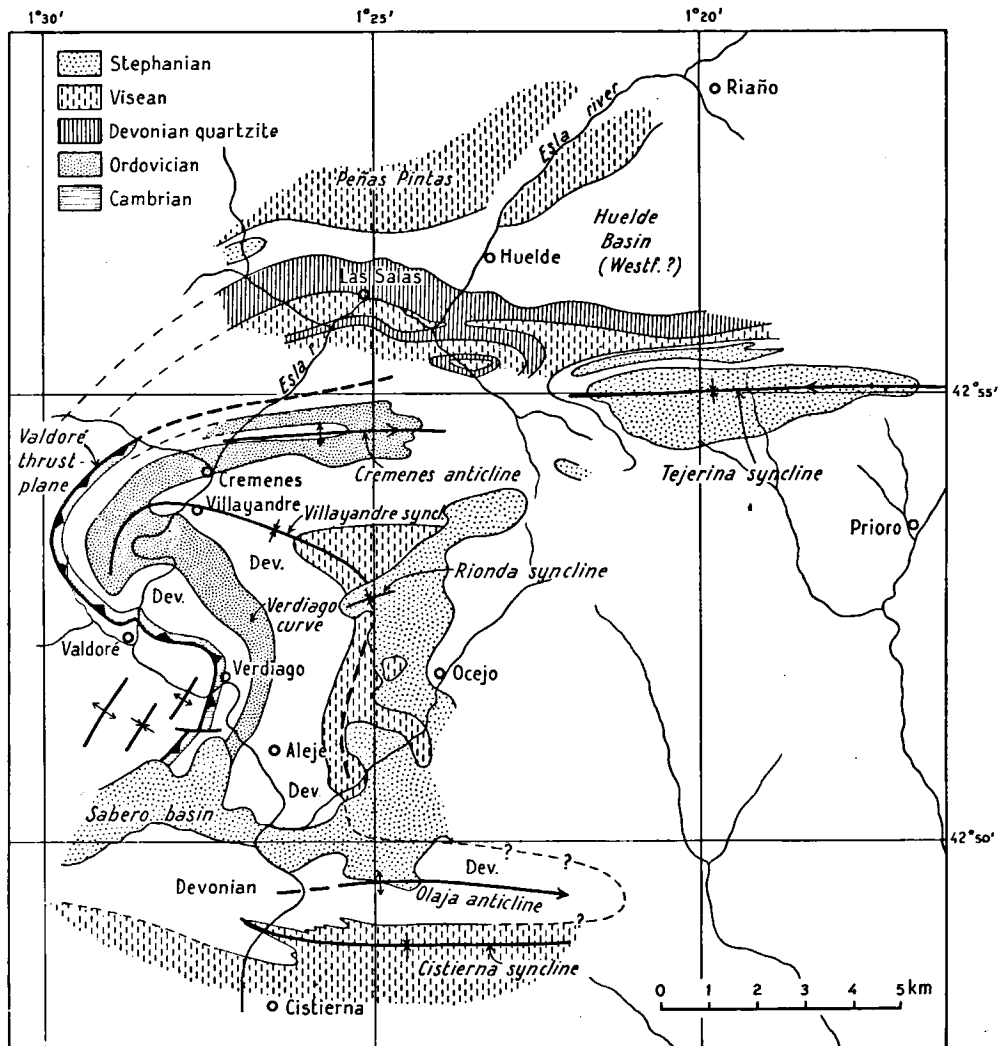 1°30'
1°25'
1°20'
Stephanian
Visean
Devonian quartzite
Ordovician
Cambrian
Riaño
Esla river
Peñas Pintas
Huelde
Basin
(Westf. ?)
Huelde
Las Salas
Esla r.
42°55'
Valdoré
thrust-
plane
Crémenes anticline
Tejerina syncline
Cremenes
Villayandre
Villayandre syncl.
Prioro
Dev.
Rionda syncline
Dev.
Verdiago
curve
Valdoré
Verdiago
Ocejo
Aleje
Dev.
Sabero basin
42°50'
?
?
Dev.
Devonian
Olaja anticline
?
Cistierna syncline
Cistierna
0 1 2 3 4 5 km